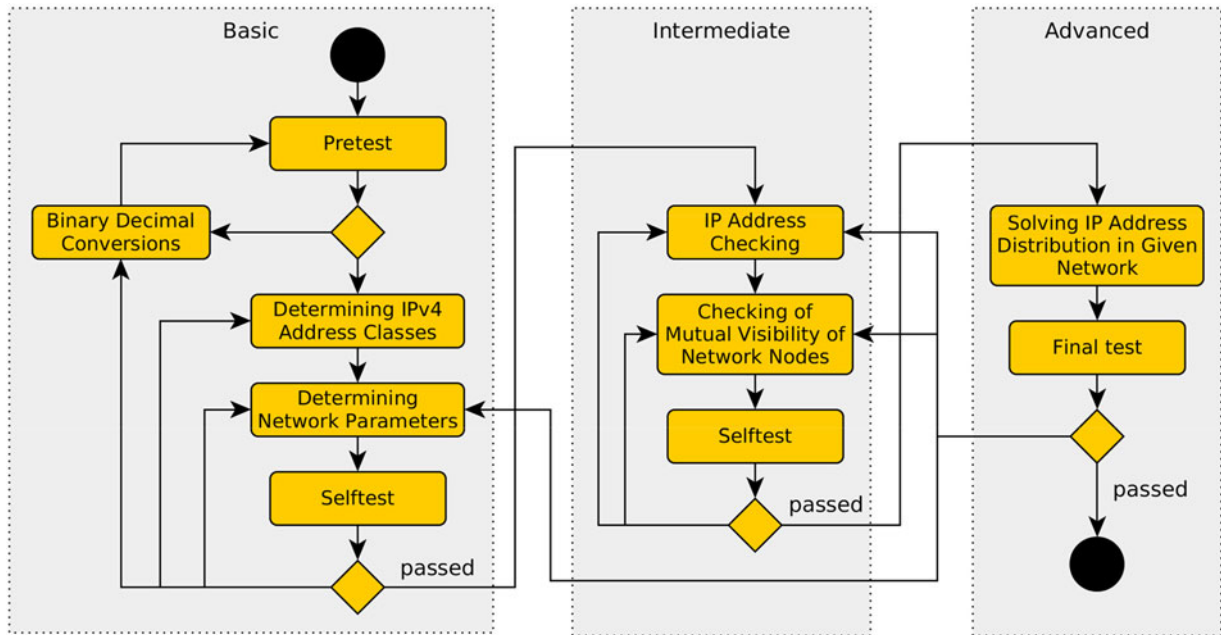 Basic
Pretest
Binary Decimal
Conversions
Determining IPv4
Address Classes
Determining
Network Parameters
Selftest
passed
Intermediate
IP Address
Checking
Checking of
Mutual Visibility of
Network Nodes
Selftest
passed
Advanced
Solving IP Address
Distribution in Given
Network
Final test
passed